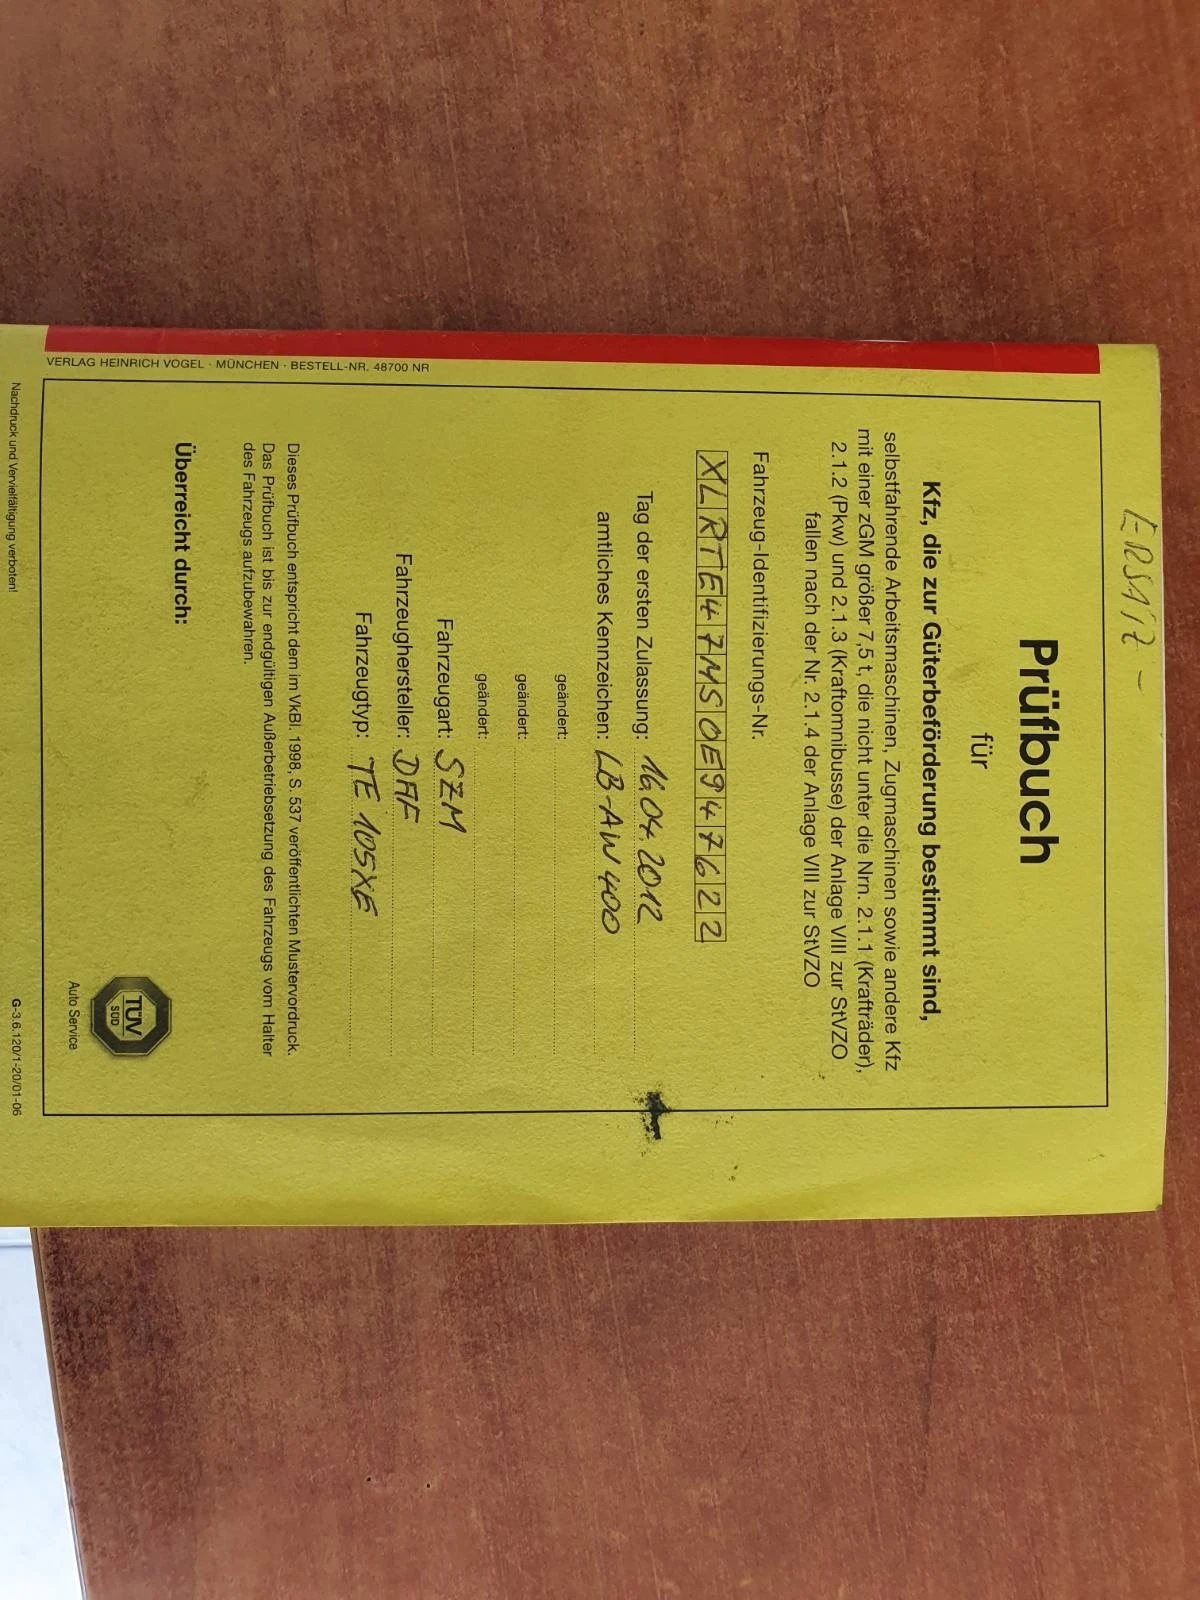 ERSATZ -
Prüfbuch
für
Kfz, die zur Güterbeförderung bestimmt sind,
selbstfahrende Arbeitsmaschinen, Zugmaschinen sowie andere Kfz
mit einer zGM größer 7,5 t, die nicht unter die Nrn. 2.1.1 (Krafträder),
2.1.2 (Pkw) und 2.1.3 (Kraftomnibusse) der Anlage VIII zur StVZO
fallen nach der Nr. 2.1.4 der Anlage VIII zur StVZO
Fahrzeug-Identifizierungs-Nr.
XLRTE47MS0E947622
Tag der ersten Zulassung: 16.04.2012
amtliches Kennzeichen: LB-AW 400
geändert:
geändert:
geändert:
Fahrzeugart: SZM
Fahrzeughersteller: DAF
Fahrzeugtyp: TE 105XE
Dieses Prüfbuch entspricht dem im VkBl. 1998, S. 537 veröffentlichten Mustervordruck.
Das Prüfbuch ist bis zur endgültigen Außerbetriebsetzung des Fahrzeugs vom Halter
des Fahrzeugs aufzubewahren.
Überreicht durch:
TÜV
SÜD
Auto Service
VERLAG HEINRICH VOGEL · MÜNCHEN · BESTELL-NR. 48700 NR
Nachdruck und Vervielfältigung verboten!
G-3.6.120/1-20/01-06